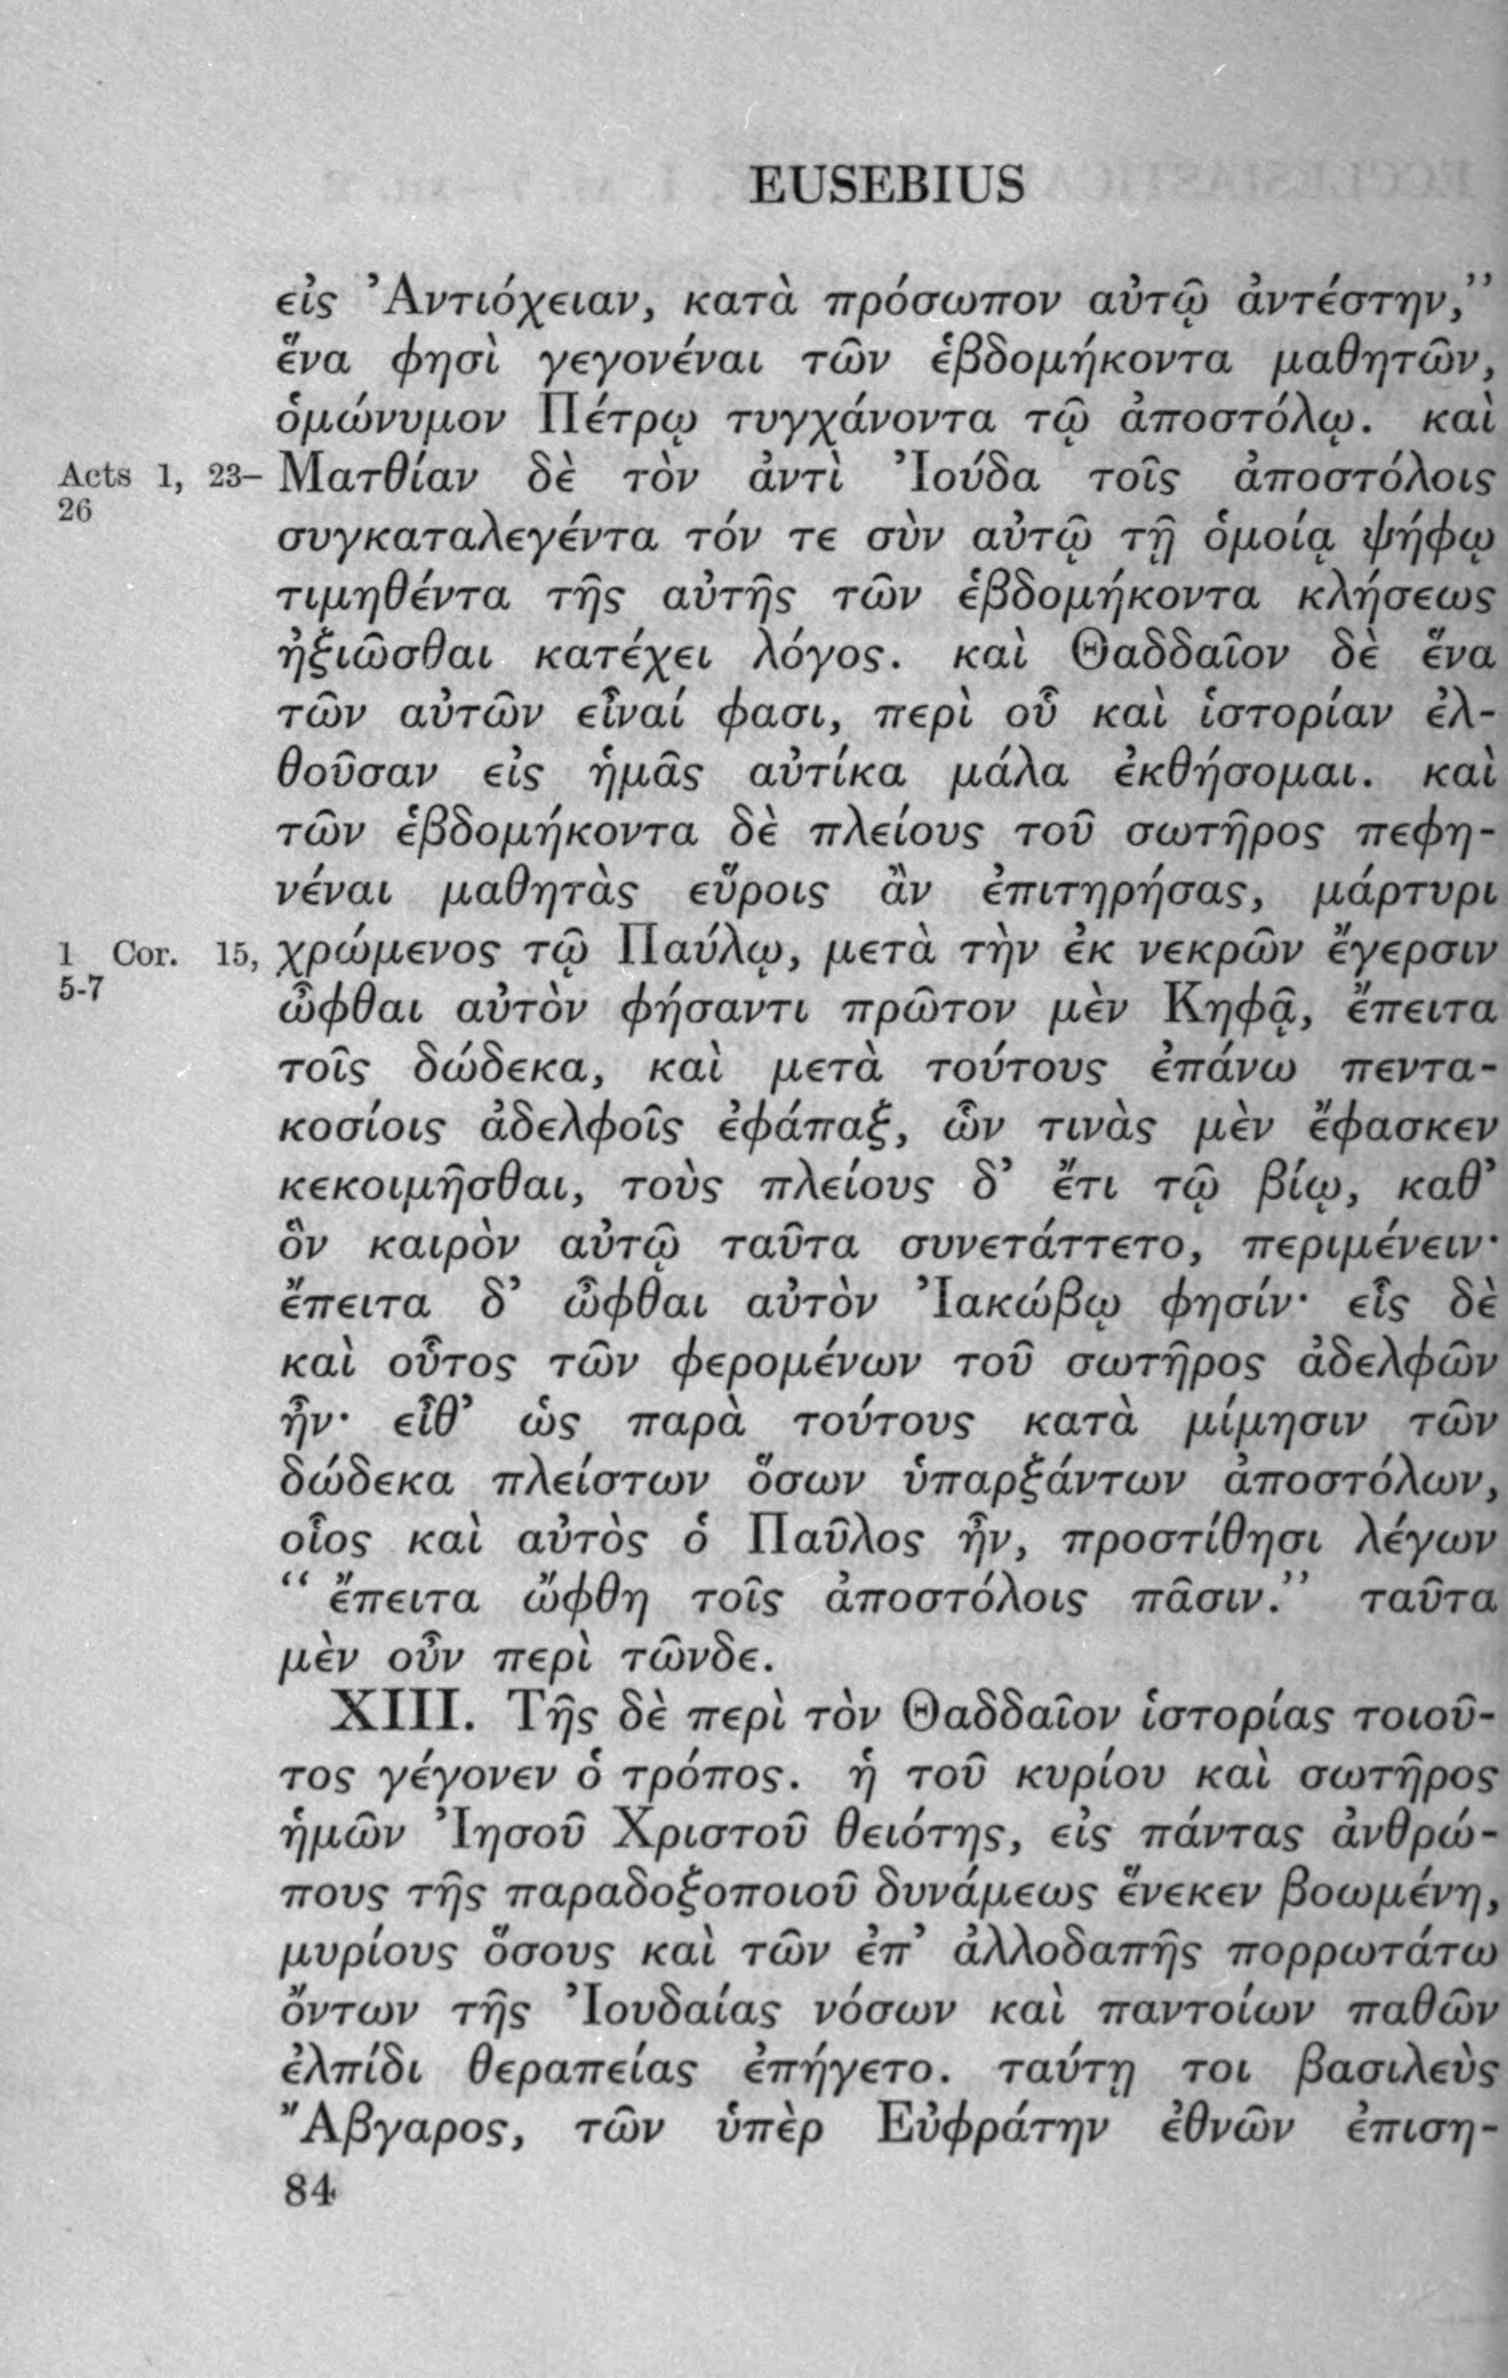 EUSEBIUS
εἰς Ἀντιόχειαν, κατὰ πρόσωπον αὐτῷ ἀντέστην,”
ἕνα φησὶ γεγονέναι τῶν ἑβδομήκοντα μαθητῶν,
ὁμώνυμον Πέτρῳ τυγχάνοντα τῷ ἀποστόλῳ. καὶ
Acts 1, 23- Ματθίαν δὲ τὸν ἀντὶ Ἰούδα τοῖς ἀποστόλοις
26
συγκαταλεγέντα τόν τε σὺν αὐτῷ τῇ ὁμοίᾳ ψήφῳ
τιμηθέντα τῆς αὐτῆς τῶν ἑβδομήκοντα κλήσεως
ἠξιῶσθαι κατέχει λόγος. καὶ Θαδδαῖον δὲ ἕνα
τῶν αὐτῶν εἶναί φασι, περὶ οὗ καὶ ἱστορίαν ἐλ-
θοῦσαν εἰς ἡμᾶς αὐτίκα μάλα ἐκθήσομαι. καὶ
τῶν ἑβδομήκοντα δὲ πλείους τοῦ σωτῆρος πεφη-
νέναι μαθητὰς εὕροις ἂν ἐπιτηρήσας, μάρτυρι
1 Cor. 15, χρώμενος τῷ Παύλῳ, μετὰ τὴν ἐκ νεκρῶν ἔγερσιν
5-7
ὦφθαι αὐτὸν φήσαντι πρῶτον μὲν Κηφᾷ, ἔπειτα
τοῖς δώδεκα, καὶ μετὰ τούτους ἐπάνω πεντα-
κοσίοις ἀδελφοῖς ἐφάπαξ, ὧν τινὰς μὲν ἔφασκεν
κεκοιμῆσθαι, τοὺς πλείους δ’ ἔτι τῷ βίῳ, καθ’
ὃν καιρὸν αὐτῷ ταῦτα συνετάττετο, περιμένειν·
ἔπειτα δ’ ὦφθαι αὐτὸν Ἰακώβῳ φησίν· εἷς δὲ
καὶ οὗτος τῶν φερομένων τοῦ σωτῆρος ἀδελφῶν
ἦν· εἶθ’ ὡς παρὰ τούτους κατὰ μίμησιν τῶν
δώδεκα πλείστων ὅσων ὑπαρξάντων ἀποστόλων,
οἷος καὶ αὐτὸς ὁ Παῦλος ἦν, προστίθησι λέγων
“ ἔπειτα ὤφθη τοῖς ἀποστόλοις πᾶσιν.” ταῦτα
μὲν οὖν περὶ τῶνδε.
XIII. Τῆς δὲ περὶ τὸν Θαδδαῖον ἱστορίας τοιοῦ-
τος γέγονεν ὁ τρόπος. ἡ τοῦ κυρίου καὶ σωτῆρος
ἡμῶν Ἰησοῦ Χριστοῦ θειότης, εἰς πάντας ἀνθρώ-
πους τῆς παραδοξοποιοῦ δυνάμεως ἕνεκεν βοωμένη,
μυρίους ὅσους καὶ τῶν ἐπ’ ἀλλοδαπῆς πορρωτάτω
ὄντων τῆς Ἰουδαίας νόσων καὶ παντοίων παθῶν
ἐλπίδι θεραπείας ἐπήγετο. ταύτῃ τοι βασιλεὺς
Ἄβγαρος, τῶν ὑπὲρ Εὐφράτην ἐθνῶν ἐπιση-
84